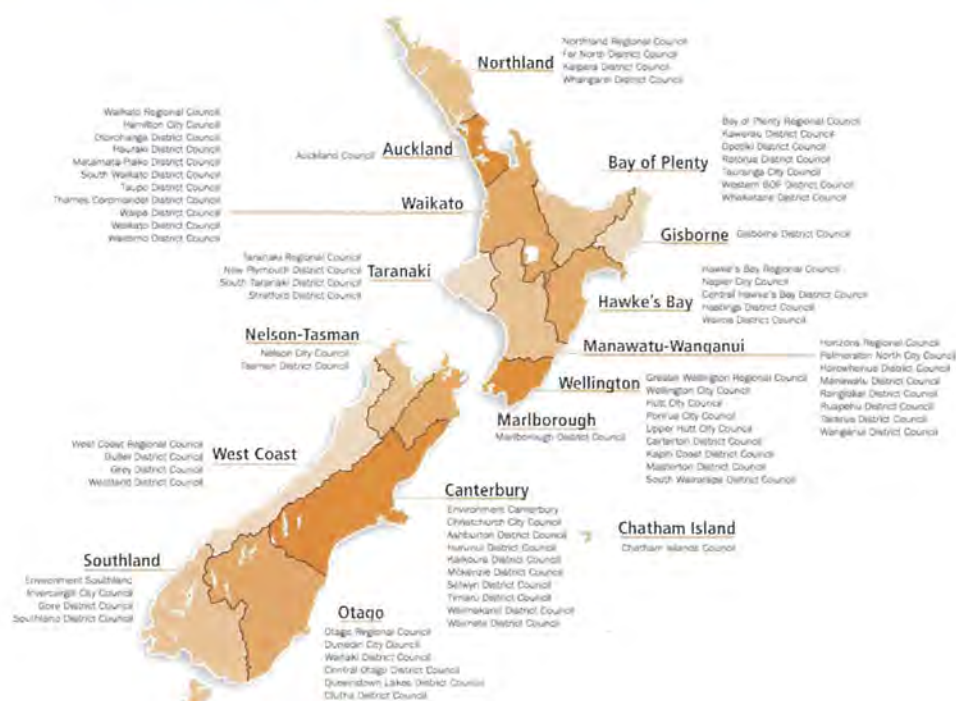 Northland
Northland Regional Council
Far North District Council
Kaipara District Council
Whangarei District Council
Auckland Council
Auckland
Waikato Regional Council
Hamilton City Council
Otorohanga District Council
Hauraki District Council
Matamata-Piako District Council
South Waikato District Council
Taupo District Council
Thames Coromandel District Council
Waipa District Council
Waikato District Council
Waitomo District Council
Waikato
Bay of Plenty
Bay of Plenty Regional Council
Kawerau District Council
Opotiki District Council
Rotorua District Council
Tauranga City Council
Western BOP District Council
Whakatane District Council
Gisborne
Gisborne District Council
Taranaki Regional Council
New Plymouth District Council
South Taranaki District Council
Stratford District Council
Taranaki
Hawke's Bay
Hawke's Bay Regional Council
Napier City Council
Central Hawke's Bay District Council
Hastings District Council
Wairoa District Council
Nelson-Tasman
Nelson City Council
Tasman District Council
Manawatu-Wanganui
Horizons Regional Council
Palmerston North City Council
Horowhenua District Council
Manawatu District Council
Rangitikei District Council
Ruapehu District Council
Tararua District Council
Wanganui District Council
Wellington
Greater Wellington Regional Council
Wellington City Council
Hutt City Council
Porirua City Council
Upper Hutt City Council
Carterton District Council
Kapiti Coast District Council
Masterton District Council
South Wairarapa District Council
Marlborough
Marlborough District Council
West Coast Regional Council
Buller District Council
Grey District Council
Westland District Council
West Coast
Canterbury
Environment Canterbury
Christchurch City Council
Ashburton District Council
Hurunui District Council
Kaikoura District Council
Mckenzie District Council
Selwyn District Council
Timaru District Council
Waimakariri District Council
Waimate District Council
Chatham Island
Chatham Islands Council
Southland
Environment Southland
Invercargill City Council
Gore District Council
Southland District Council
Otago
Otago Regional Council
Dunedin City Council
Waitaki District Council
Central Otago District Council
Queenstown Lakes District Council
Clutha District Council